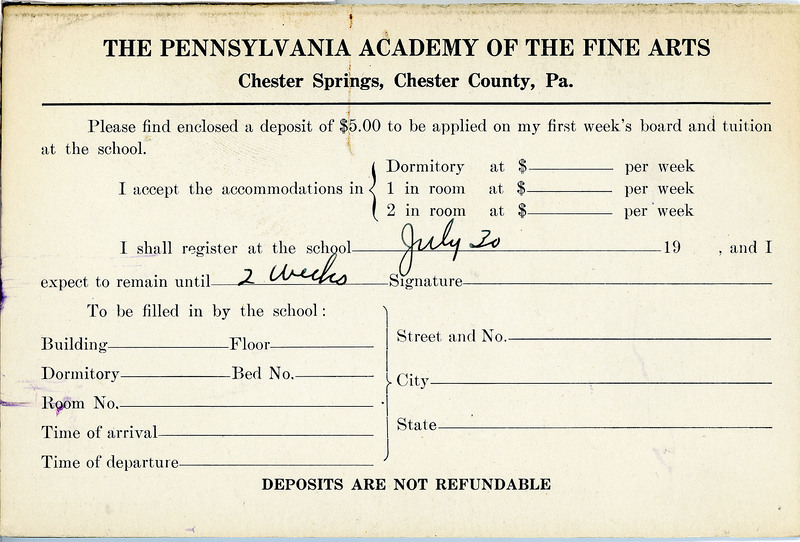 THE PENNSYLVANIA ACADEMY OF THE FINE ARTS
Chester Springs, Chester County, Pa.
Please find enclosed a deposit of $5.00 to be applied on my first week's board and tuition
at the school.
I accept the accommodations in
Dormitory at $ per week
1 in room at $ per week
2 in room at $ per week
I shall register at the school July 30 19 , and I
expect to remain until 2 weeks Signature
To be filled in by the school:
Building Floor
Dormitory Bed No.
Room No.
Time of arrival
Time of departure
Street and No.
City
State
DEPOSITS ARE NOT REFUNDABLE